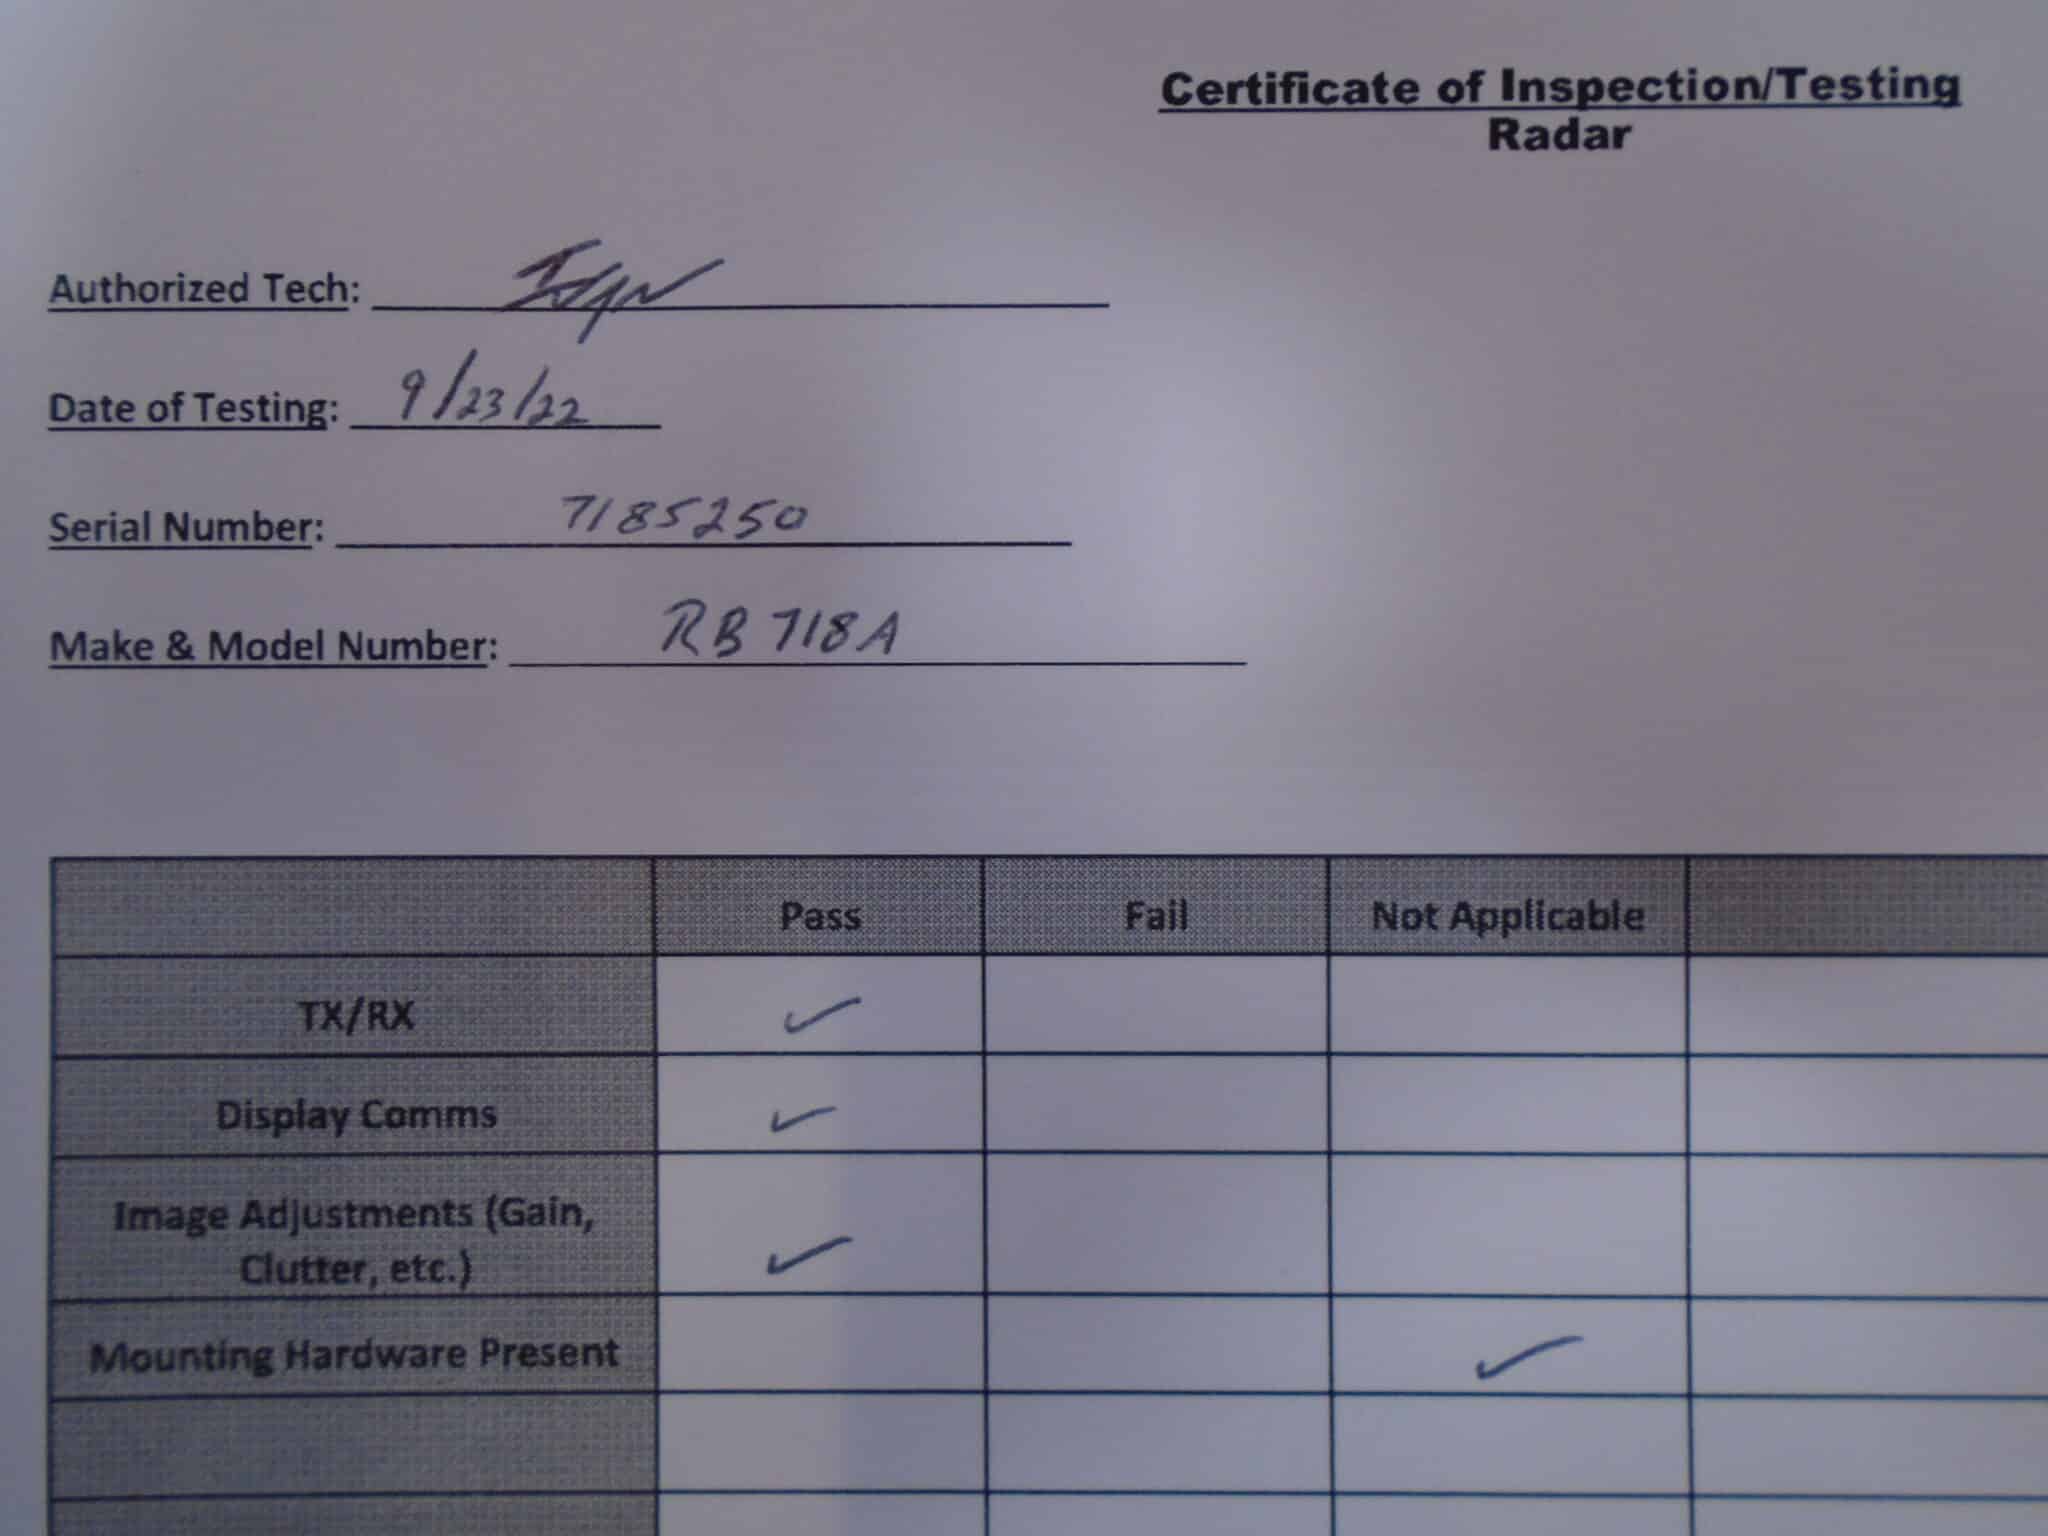 Certificate of Inspection/Testing
Radar
Authorized Tech:
Date of Testing: 9/23/22
Serial Number: 7185250
Make & Model Number: RB 718A
Pass Fail Not Applicable
TX/RX ✓
Display Comms ✓
Image Adjustments (Gain,
Clutter, etc.) ✓
Mounting Hardware Present ✓